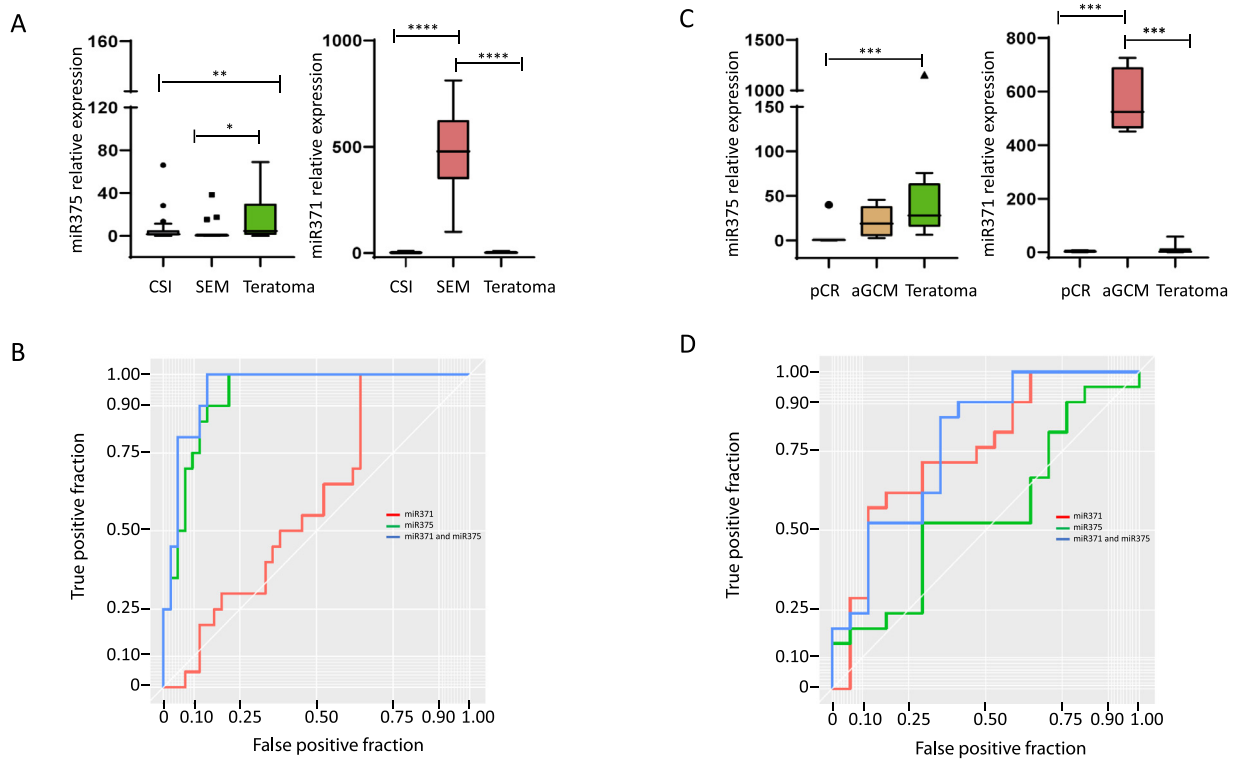 A
miR375 relative expression
160
120
80
40
0
**
*
CSI SEM Teratoma
miR371 relative expression
1000
500
0
****
****
CSI SEM Teratoma
C
miR375 relative expression
1500
1000
150
100
50
0
***
pCR aGCM Teratoma
miR371 relative expression
800
600
400
200
0
***
***
pCR aGCM Teratoma
B
True positive fraction
1.00
0.90
0.75
0.50
0.25
0.10
0
miR371
miR375
miR371 and miR375
0 0.10 0.25 0.50 0.75 0.90 1.00
False positive fraction
D
True positive fraction
1.00
0.90
0.75
0.50
0.25
0.10
0
miR371
miR375
miR371 and miR375
0 0.10 0.25 0.50 0.75 0.90 1.00
False positive fraction